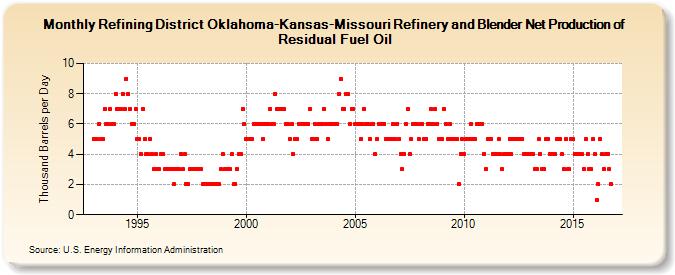 Monthly Refining District Oklahoma-Kansas-Missouri Refinery and Blender Net Production of
Residual Fuel Oil
Thousand Barrels per Day
10
8
6
4
2
0
1995
2000
2005
2010
2015
Source: U.S. Energy Information Administration